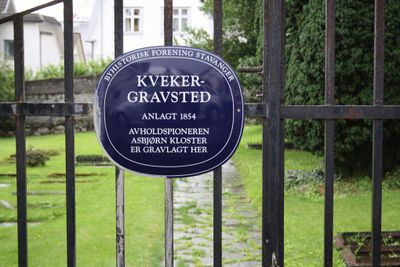 BYHISTORISK FORENING STAVANGER
KVEKER-
GRAVSTED
ANLAGT 1854
AVHOLDSPIONEREN
ASBJØRN KLOSTER
ER GRAVLAGT HER